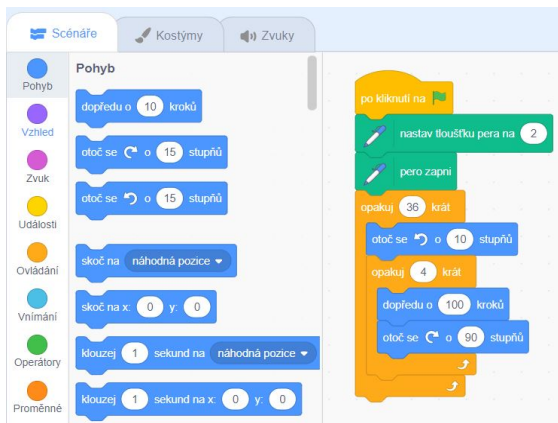 Scénáře Kostýmy Zvuky
Pohyb
Vzhled
Zvuk
Události
Ovládání
Vnímání
Operátory
Proměnné
Pohyb
dopředu o 10 kroků
otoč se o 15 stupňů
otoč se o 15 stupňů
skoč na náhodná pozice
skoč na x: 0 y: 0
klouzej 1 sekund na náhodná pozice
klouzej 1 sekund na x: 0 y: 0
po kliknutí na
nastav tloušťku pera na 2
pero zapni
opakuj 36 krát
otoč se o 10 stupňů
opakuj 4 krát
dopředu o 100 kroků
otoč se o 90 stupňů